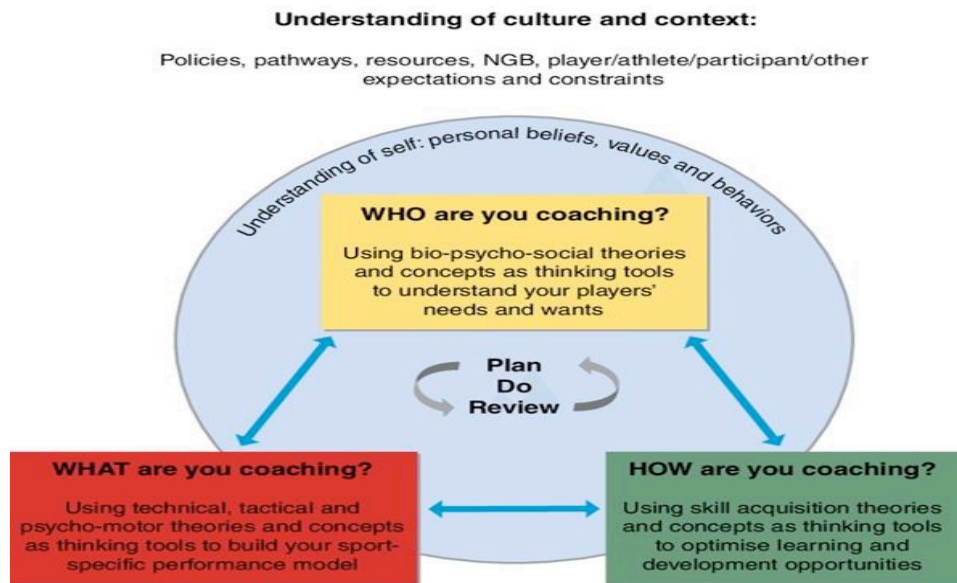 Understanding of culture and context:
Policies, pathways, resources, NGB, player/athlete/participant/other
expectations and constraints
Understanding of self: personal beliefs, values and behaviors
WHO are you coaching?
Using bio-psycho-social theories
and concepts as thinking tools
to understand your players'
needs and wants
Plan
Do
Review
WHAT are you coaching?
Using technical, tactical and
psycho-motor theories and concepts
as thinking tools to build your sport-
specific performance model
HOW are you coaching?
Using skill acquisition theories
and concepts as thinking tools
to optimise learning and
development opportunities